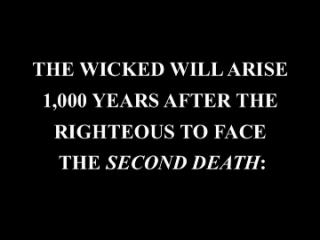 THE WICKED WILL ARISE
1,000 YEARS AFTER THE
RIGHTEOUS TO FACE
THE SECOND DEATH: